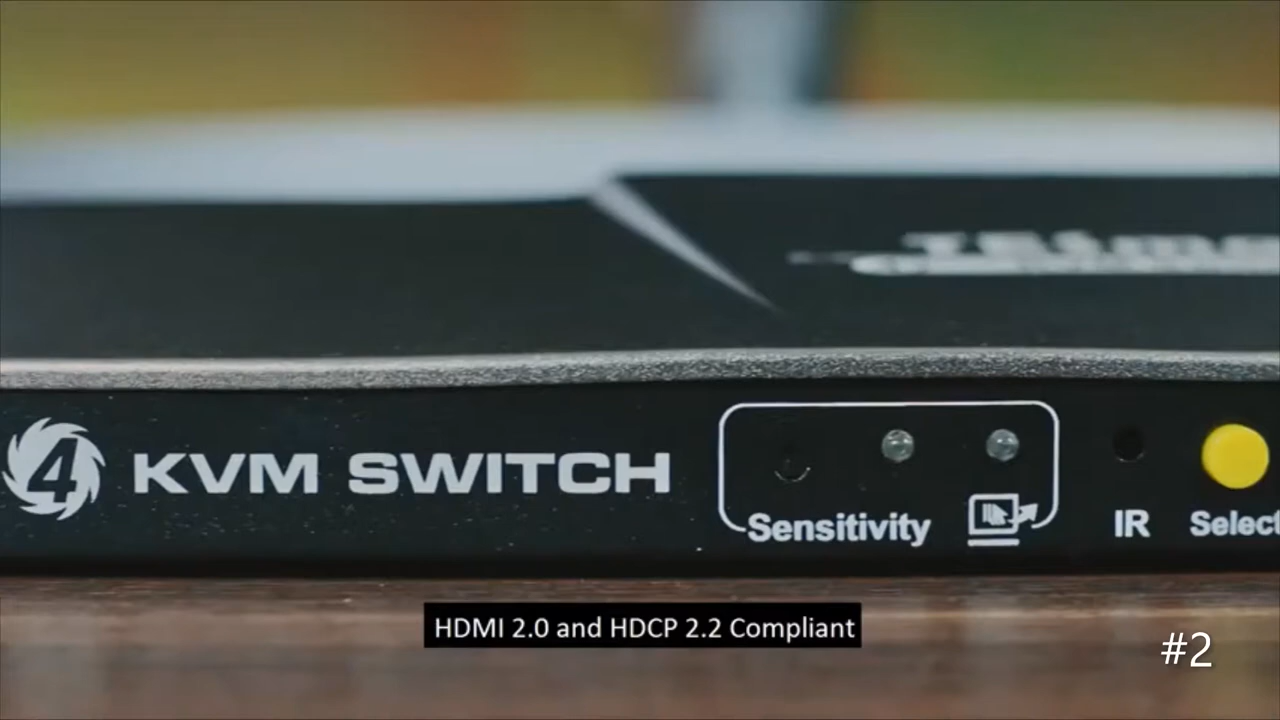 4 KVM SWITCH
Sensitivity
IR
Select
HDMI 2.0 and HDCP 2.2 Compliant
#2